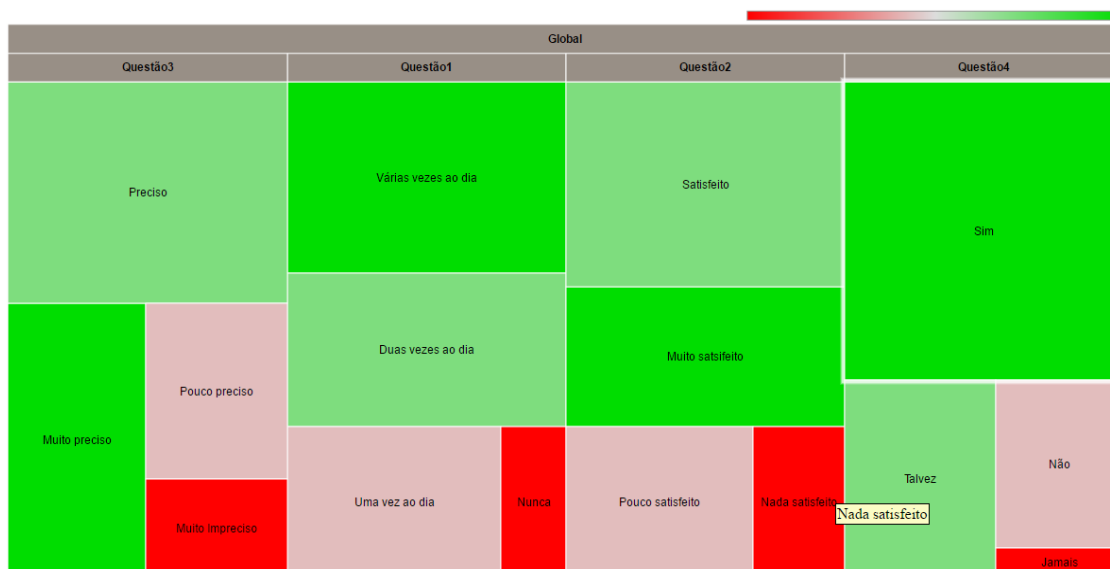 Global
Questão3
Questão1
Questão2
Questão4
Preciso
Várias vezes ao dia
Satisfeito
Sim
Duas vezes ao dia
Muito satsifeito
Pouco preciso
Muito preciso
Talvez
Não
Uma vez ao dia
Nunca
Pouco satisfeito
Nada satisfeito
Nada satisfeito
Muito impreciso
Jamais